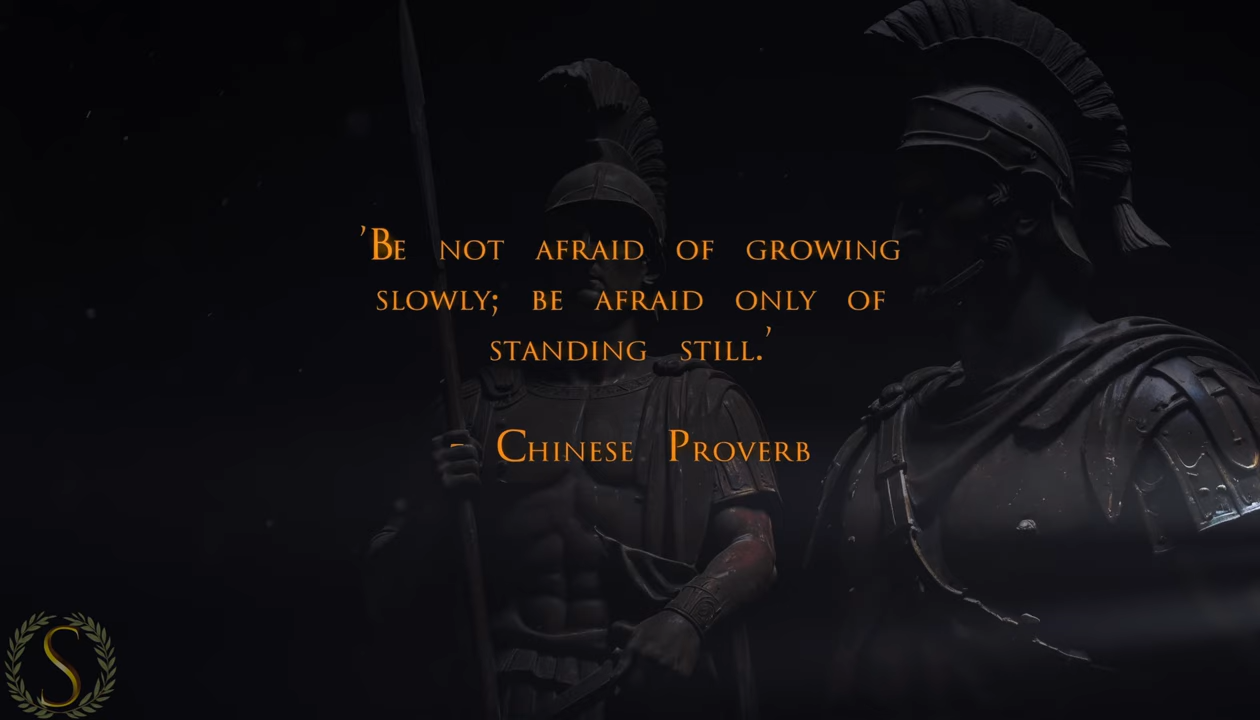 'Be not afraid of growing
slowly; be afraid only of
standing still.'
- Chinese Proverb
S